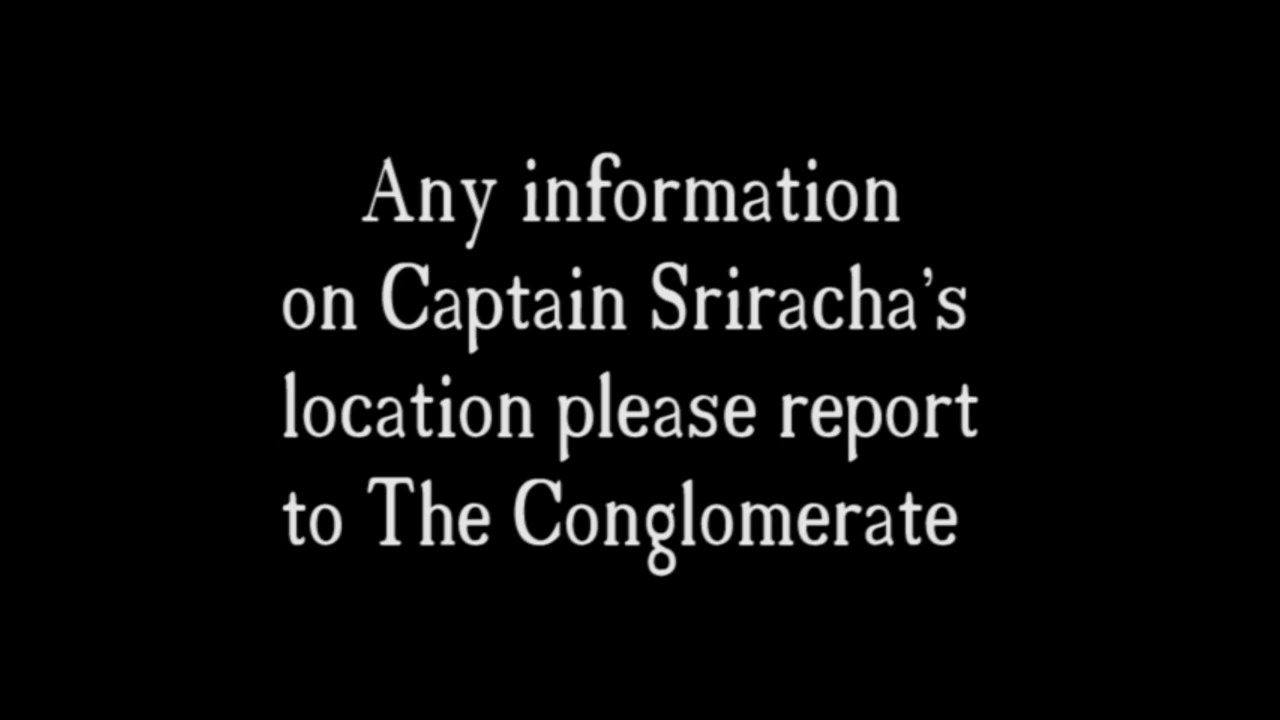 Any information
on Captain Sriracha’s
location please report
to The Conglomerate